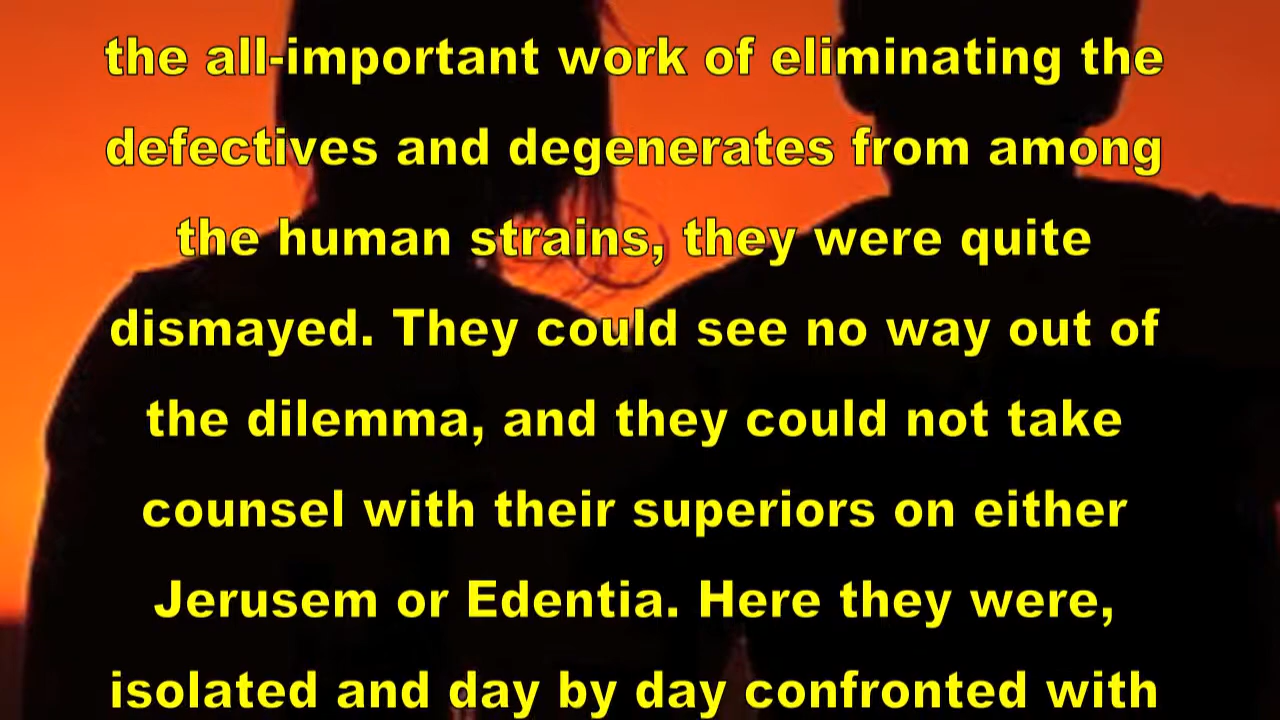 the all-important work of eliminating the
defectives and degenerates from among
the human strains, they were quite
dismayed. They could see no way out of
the dilemma, and they could not take
counsel with their superiors on either
Jerusem or Edentia. Here they were,
isolated and day by day confronted with